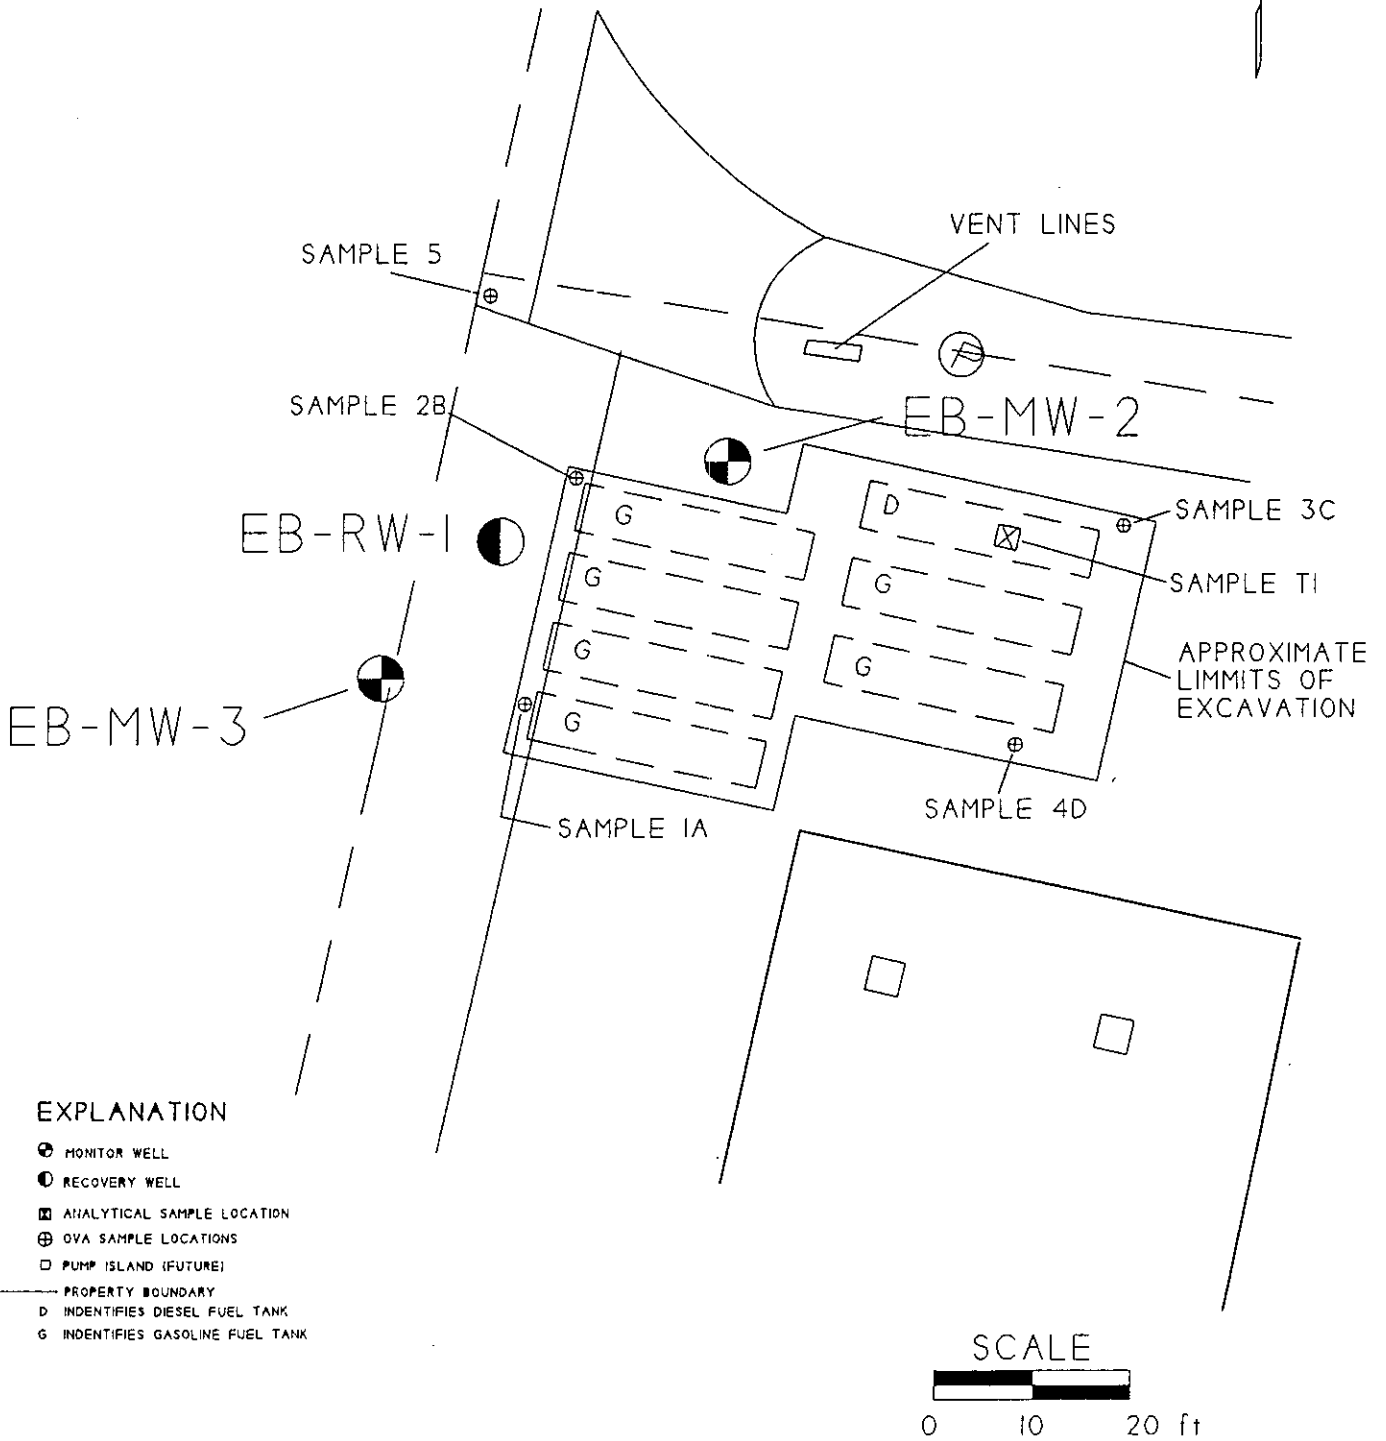 VENT LINES
SAMPLE 5
SAMPLE 2B
EB-MW-2
EB-RW-1
G
D
SAMPLE 3C
G
G
SAMPLE T1
G
G
APPROXIMATE
LIMMITS OF
EXCAVATION
EB-MW-3
G
G
SAMPLE 4D
SAMPLE 1A
EXPLANATION
MONITOR WELL
RECOVERY WELL
ANALYTICAL SAMPLE LOCATION
OVA SAMPLE LOCATIONS
PUMP ISLAND (FUTURE)
PROPERTY BOUNDARY
D INDENTIFIES DIESEL FUEL TANK
G INDENTIFIES GASOLINE FUEL TANK
SCALE
0 10 20 ft